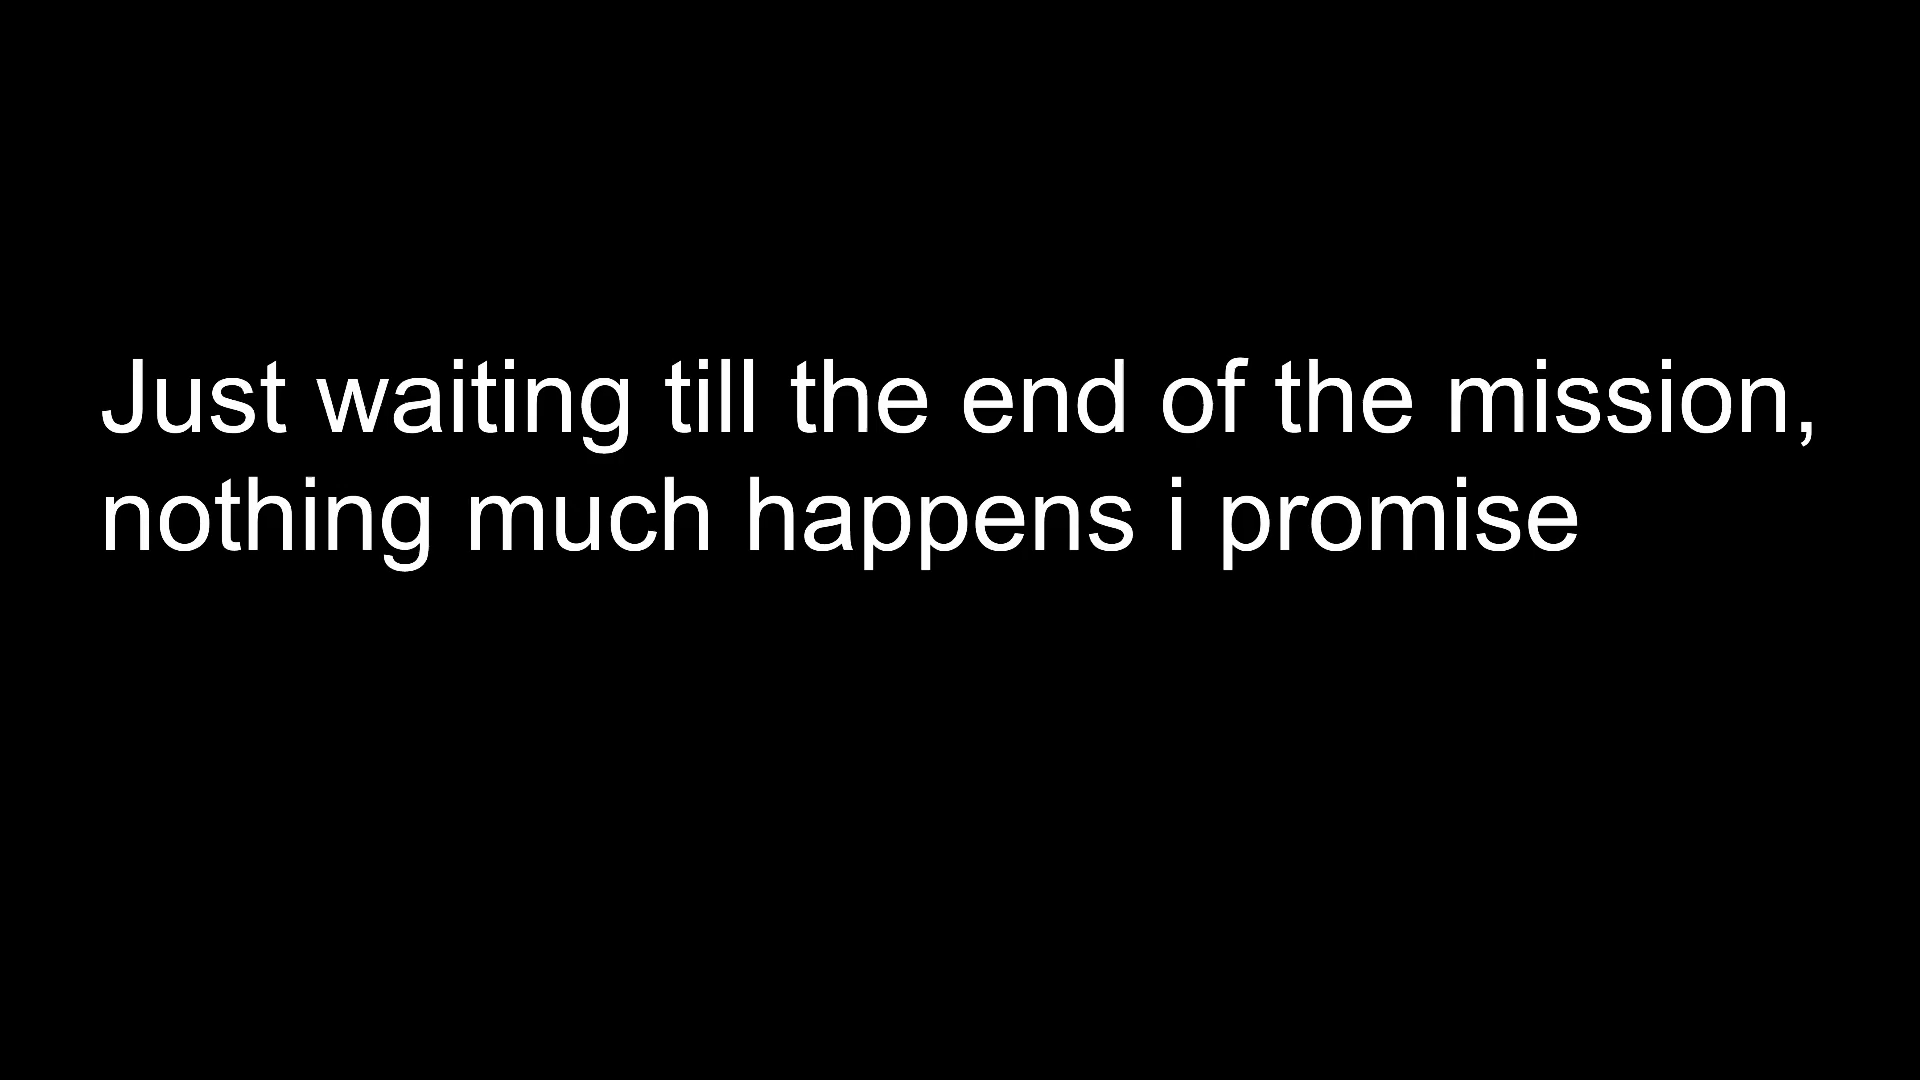 Just waiting till the end of the mission,
nothing much happens i promise